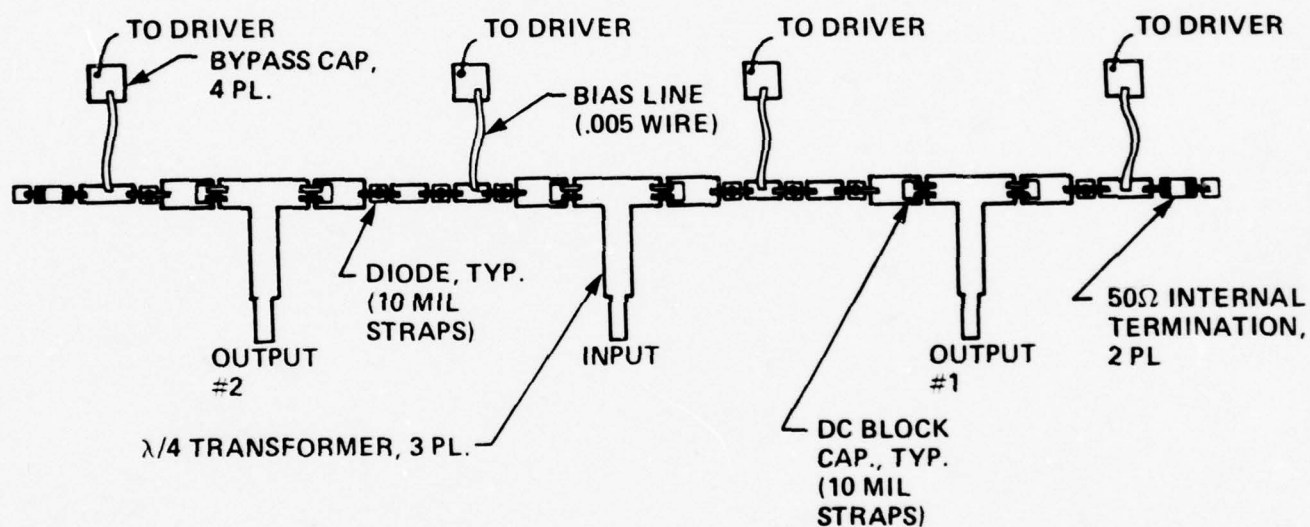 TO DRIVER
BYPASS CAP,
4 PL.
TO DRIVER
BIAS LINE
(.005 WIRE)
TO DRIVER
TO DRIVER
DIODE, TYP.
(10 MIL
STRAPS)
OUTPUT
#2
INPUT
OUTPUT
#1
50Ω INTERNAL
TERMINATION,
2 PL
λ/4 TRANSFORMER, 3 PL.
DC BLOCK
CAP., TYP.
(10 MIL
STRAPS)